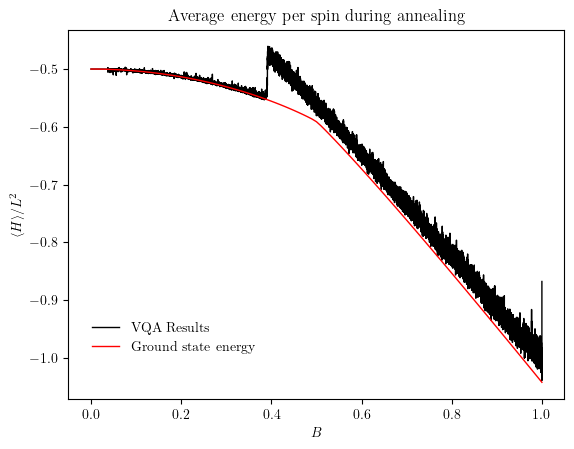 Average energy per spin during annealing
⟨H⟩/L²
−0.5
−0.6
−0.7
−0.8
−0.9
−1.0
VQA Results
Ground state energy
0.0 0.2 0.4 0.6 0.8 1.0
B